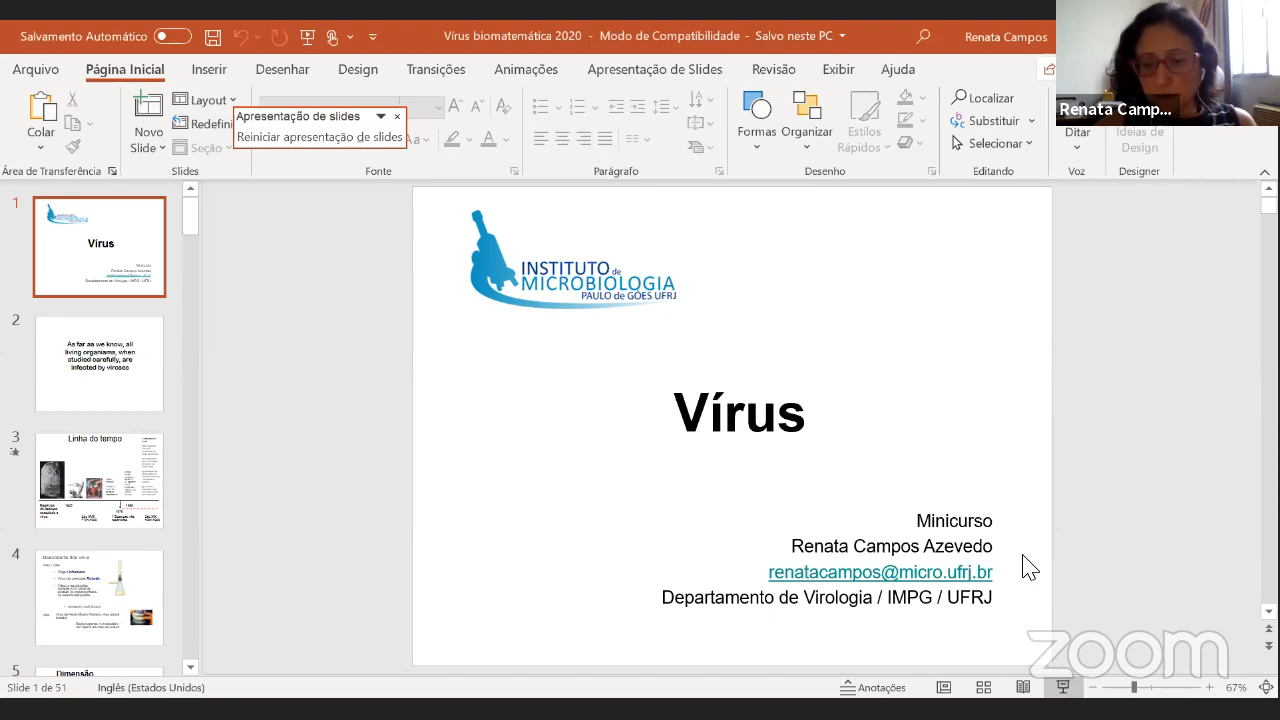 Salvamento Automático
Vírus biomatemática 2020 - Modo de Compatibilidade - Salvo neste PC
Renata Campos
Arquivo
Página Inicial
Inserir
Desenhar
Design
Transições
Animações
Apresentação de Slides
Revisão
Exibir
Ajuda
Renata Camp...
Colar
Novo
Slide
Layout
Redefini
Seção
Apresentação de slides
Reiniciar apresentação de slides
Formas
Organizar
Estilos
Rápidos
Localizar
Substituir
Selecionar
Ditar
Ideias de
Design
Área de Transferência
Slides
Fonte
Parágrafo
Desenho
Editando
Voz
Designer
1
Vírus
2
As far as we know, all
living organisms, when
studied carefully, are
infected by viruses
3
Linha do tempo
4
5
Dimensão
INSTITUTO de
MICROBIOLOGIA
PAULO de GÓES UFRJ
Vírus
Minicurso
Renata Campos Azevedo
renatacampos@micro.ufrj.br
Departamento de Virologia / IMPG / UFRJ
zoom
Slide 1 de 51
Inglês (Estados Unidos)
Anotações
67%